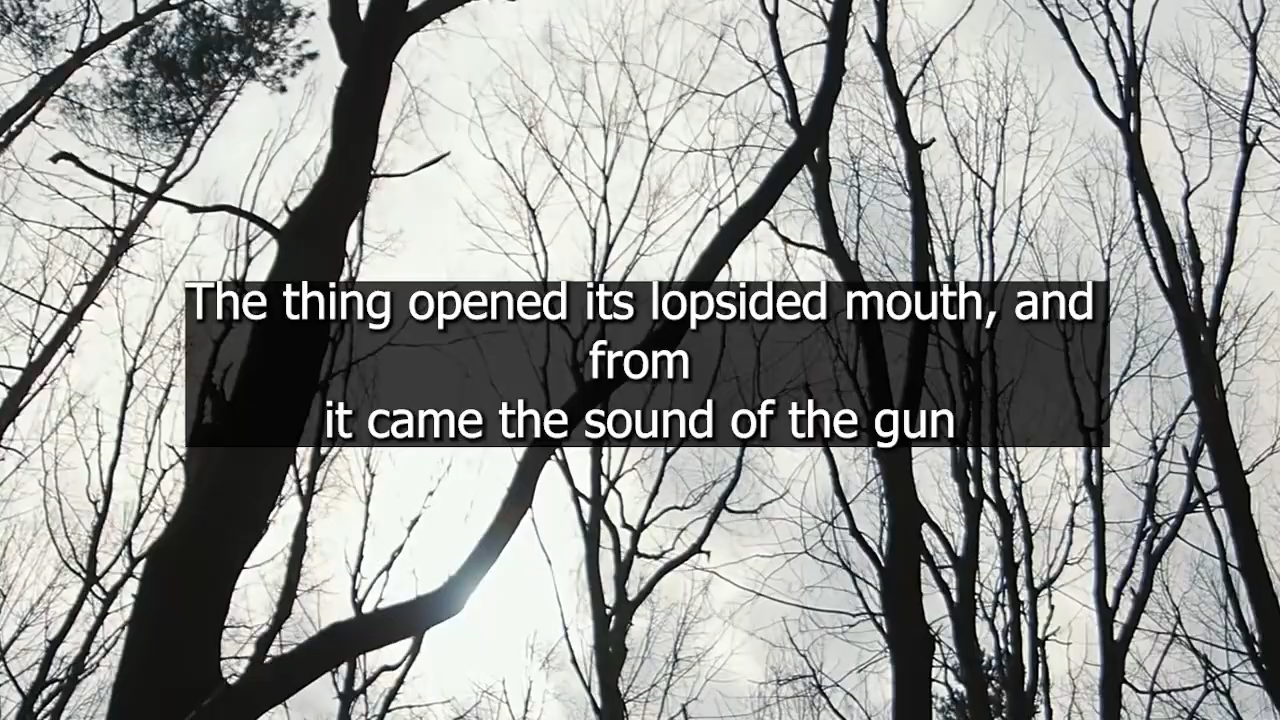 The thing opened its lopsided mouth, and
from
it came the sound of the gun